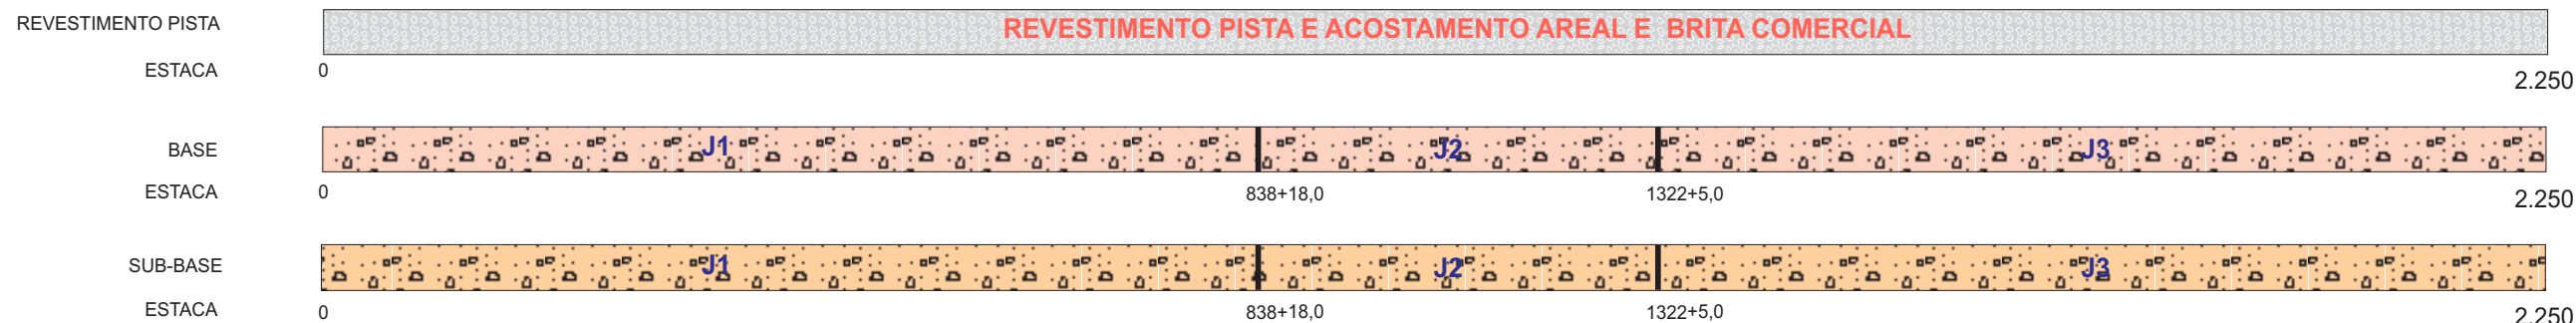 REVESTIMENTO PISTA
REVESTIMENTO PISTA E ACOSTAMENTO AREAL E BRITA COMERCIAL
ESTACA 0 2.250
BASE J1 J2 J3
ESTACA 0 838+18,0 1322+5,0 2.250
SUB-BASE J1 J2 J3
ESTACA 0 838+18,0 1322+5,0 2.250